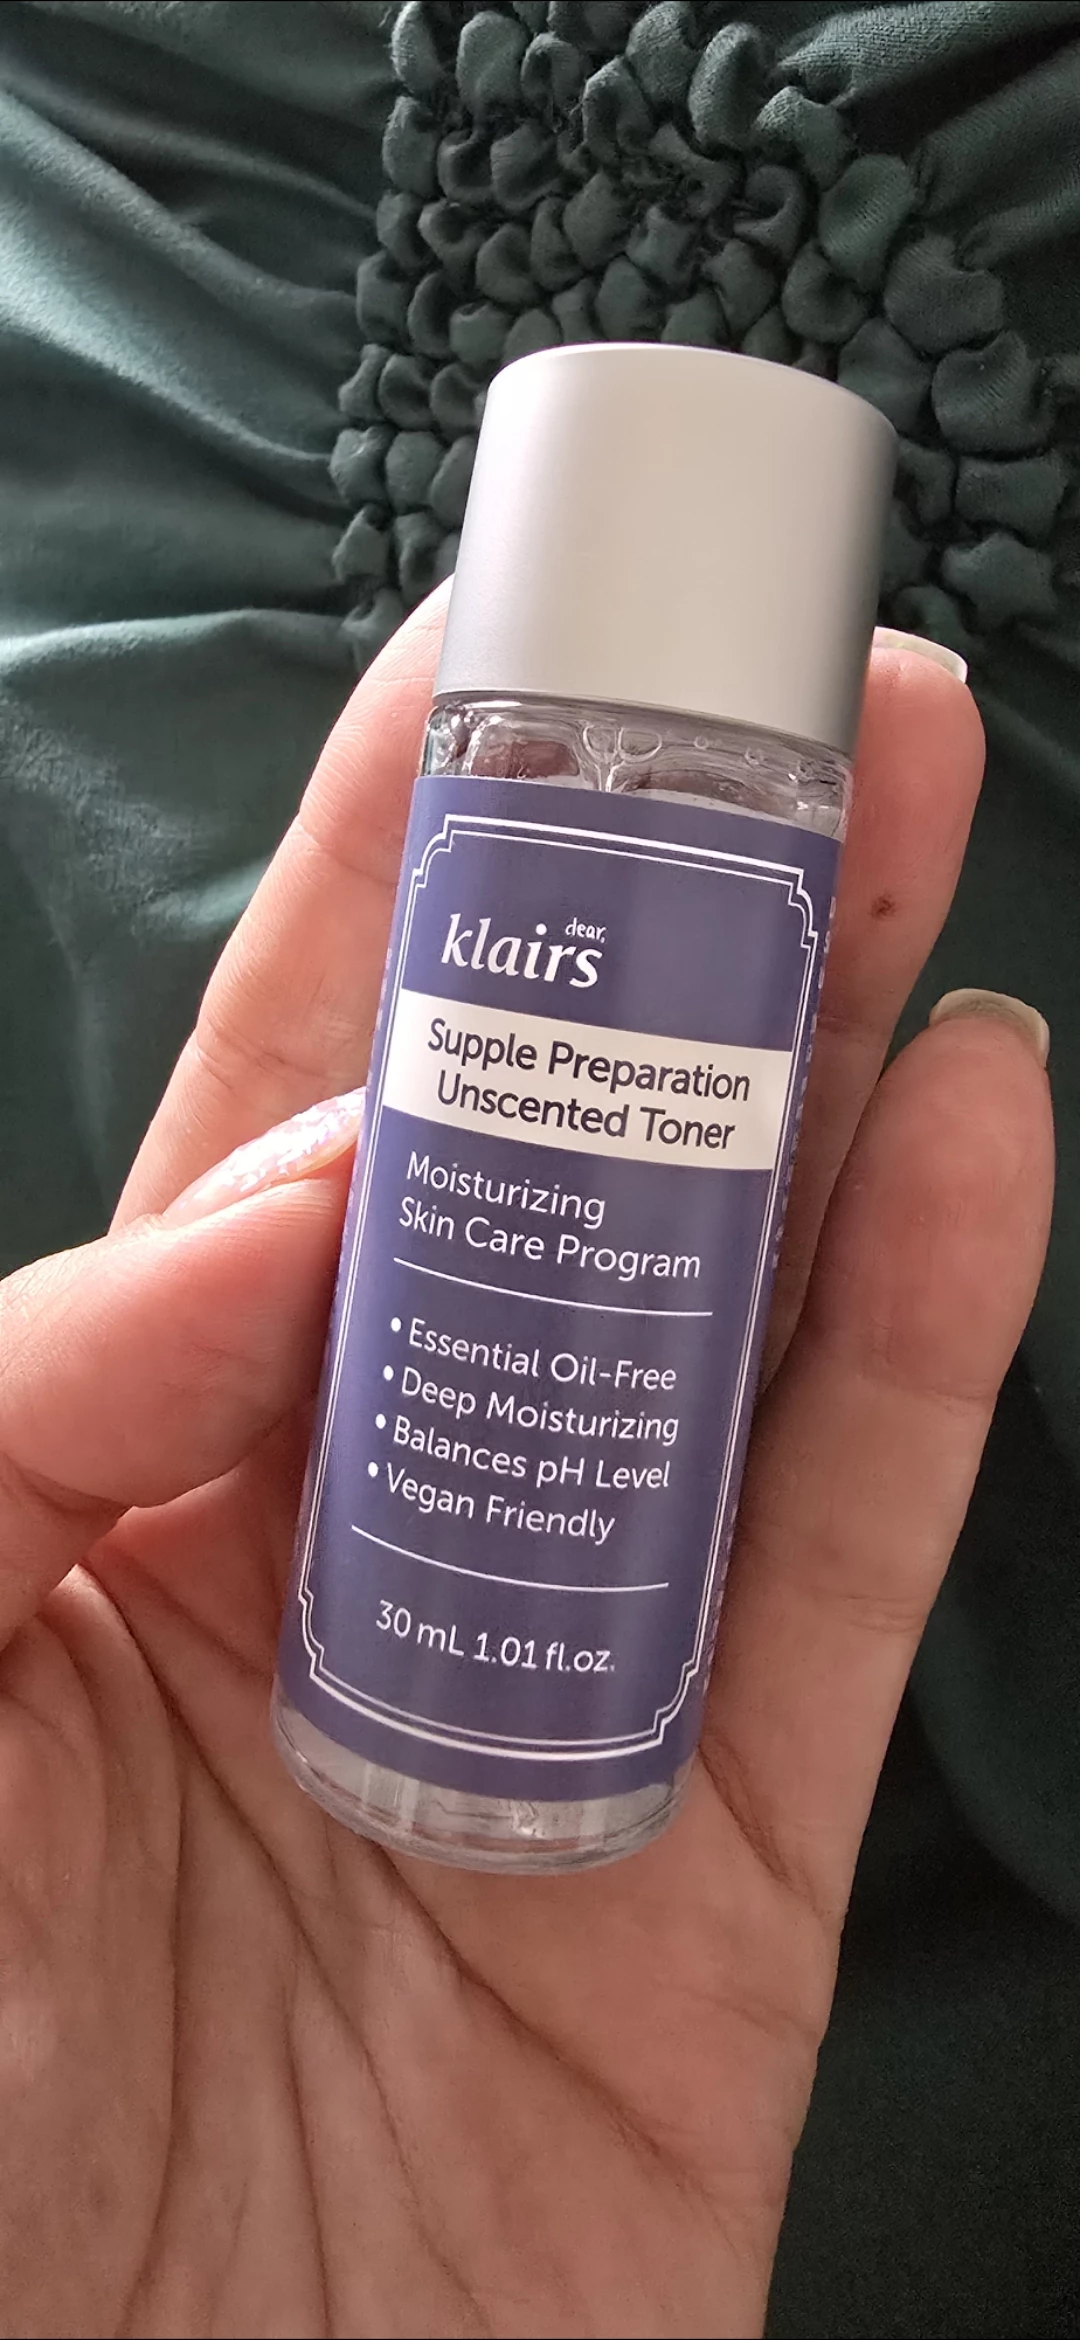 dear,
klairs
Supple Preparation
Unscented Toner
Moisturizing
Skin Care Program
• Essential Oil-Free
• Deep Moisturizing
• Balances pH Level
• Vegan Friendly
30 mL 1.01 fl.oz.